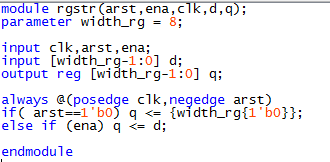 module rgstr(arst,ena,clk,d,q);
parameter width_rg = 8;
input clk,arst,ena;
input [width_rg-1:0] d;
output reg [width_rg-1:0] q;
always @(posedge clk,negedge arst)
if( arst==1'b0) q <= {width_rg{1'b0}};
else if (ena) q <= d;
endmodule